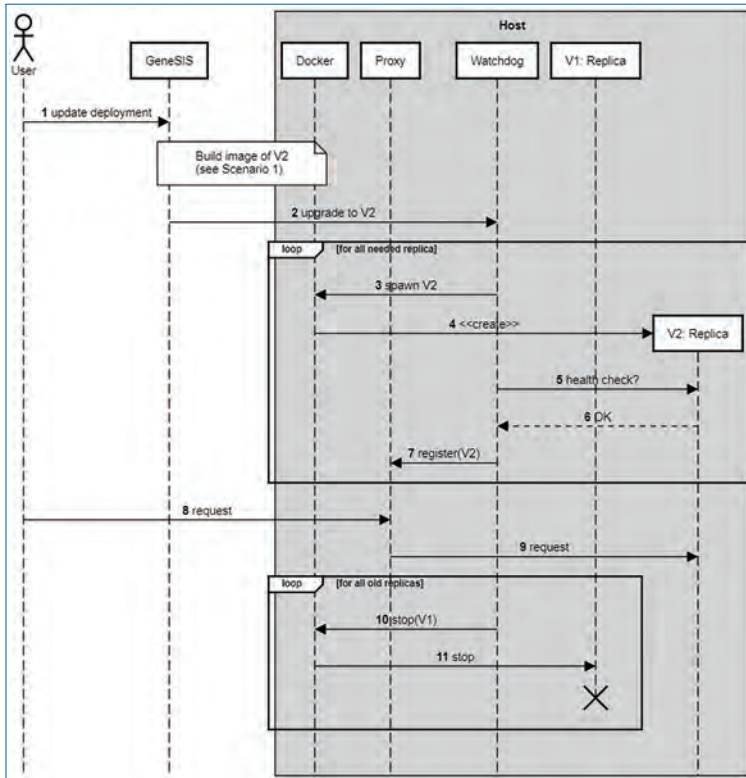 Host
User
GeneSIS
Docker
Proxy
Watchdog
V1: Replica
1 update deployment
Build image of V2
(see Scenario 1)
2 upgrade to V2
loop [for all needed replica]
3 spawn V2
4 <<create>>
V2: Replica
5 health check?
6 OK
7 register(V2)
8 request
9 request
loop [for all old replicas]
10 stop(V1)
11 stop